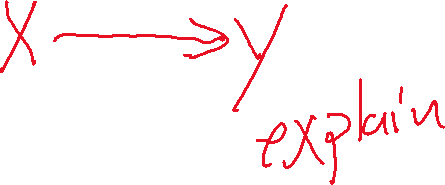 X → Y
explain